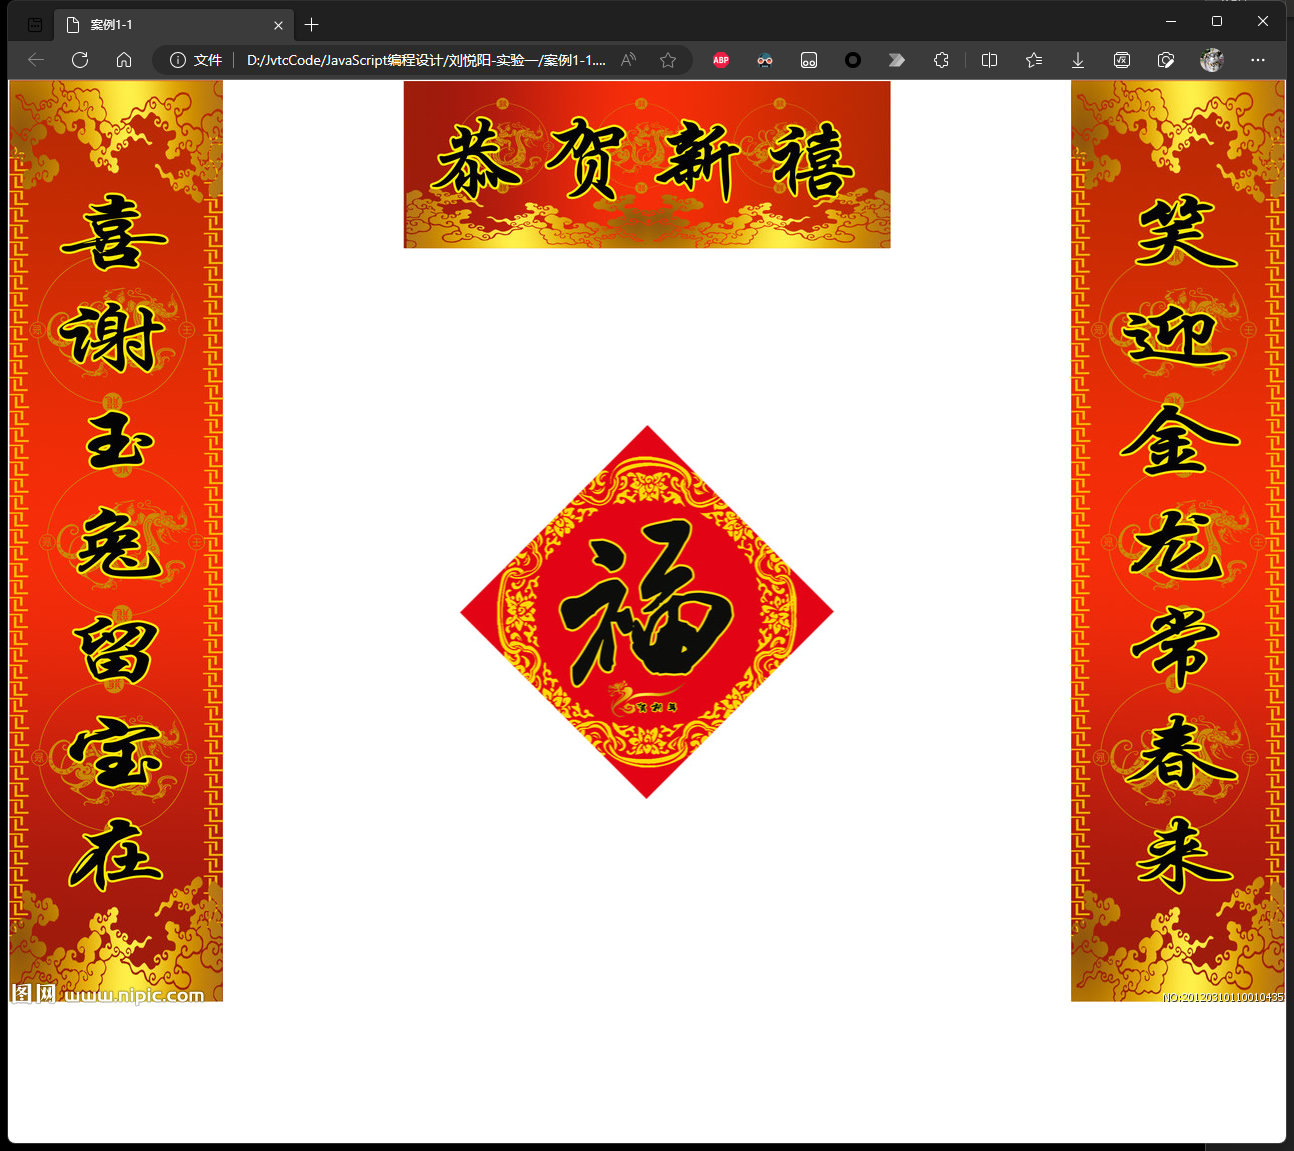 案例1-1
文件
D:/JvtcCode/JavaScript编程设计/刘悦阳-实验一/案例1-1....
ABP
恭贺新禧
喜谢玉兔留宝在
笑迎金龙常春来
福
图网 www.nipic.com
NO:20120310110010435